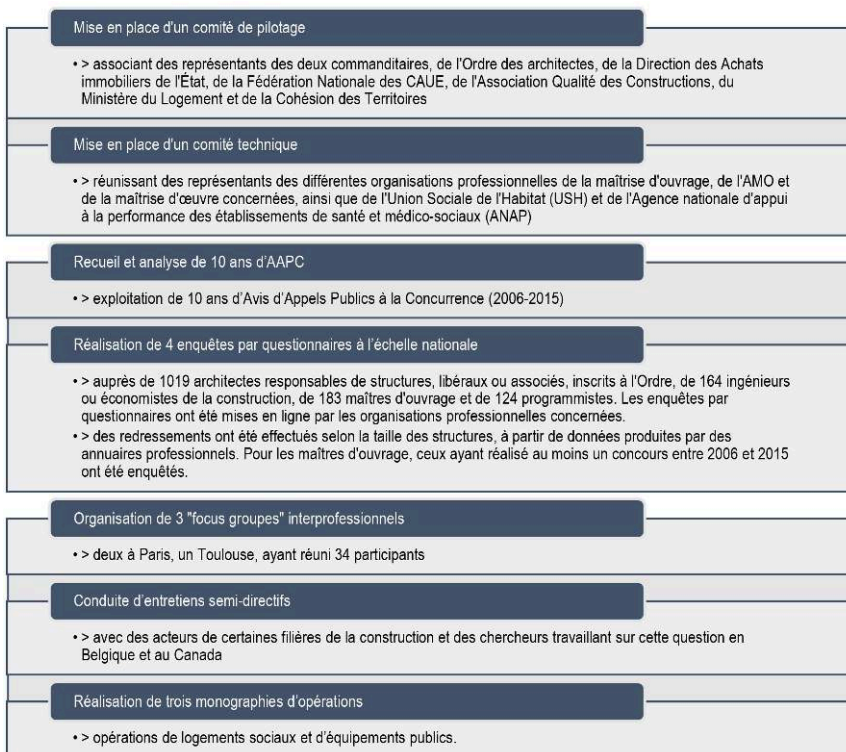 Mise en place d'un comité de pilotage
• > associant des représentants des deux commanditaires, de l'Ordre des architectes, de la Direction des Achats
immobiliers de l'État, de la Fédération Nationale des CAUE, de l'Association Qualité des Constructions, du
Ministère du Logement et de la Cohésion des Territoires
Mise en place d'un comité technique
• > réunissant des représentants des différentes organisations professionnelles de la maîtrise d'ouvrage, de l'AMO et
de la maîtrise d'œuvre concernées, ainsi que de l'Union Sociale de l'Habitat (USH) et de l'Agence nationale d'appui
à la performance des établissements de santé et médico-sociaux (ANAP)
Recueil et analyse de 10 ans d'AAPC
• > exploitation de 10 ans d'Avis d'Appels Publics à la Concurrence (2006-2015)
Réalisation de 4 enquêtes par questionnaires à l'échelle nationale
• > auprès de 1019 architectes responsables de structures, libéraux ou associés, inscrits à l'Ordre, de 164 ingénieurs
ou économistes de la construction, de 183 maîtres d'ouvrage et de 124 programmistes. Les enquêtes par
questionnaires ont été mises en ligne par les organisations professionnelles concernées.
• > des redressements ont été effectués selon la taille des structures, à partir de données produites par des
annuaires professionnels. Pour les maîtres d'ouvrage, ceux ayant réalisé au moins un concours entre 2006 et 2015
ont été enquêtés.
Organisation de 3 "focus groupes" interprofessionnels
• > deux à Paris, un Toulouse, ayant réuni 34 participants
Conduite d'entretiens semi-directifs
• > avec des acteurs de certaines filières de la construction et des chercheurs travaillant sur cette question en
Belgique et au Canada
Réalisation de trois monographies d'opérations
• > opérations de logements sociaux et d'équipements publics.